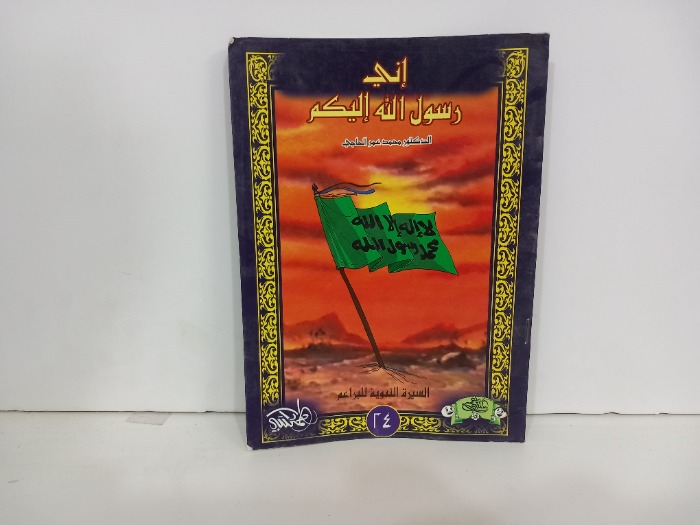 إني
رسول الله إليكم
الدكتور محمد عمر الحاجي
لا إله إلا الله
محمد رسول الله
السيرة النبوية للبراعم
٢٤